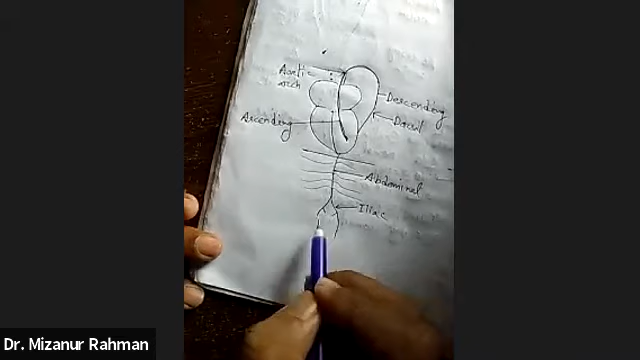 Aortic
arch
Descending
Dorsal
Ascending
Abdominal
Iliac
Dr. Mizanur Rahman